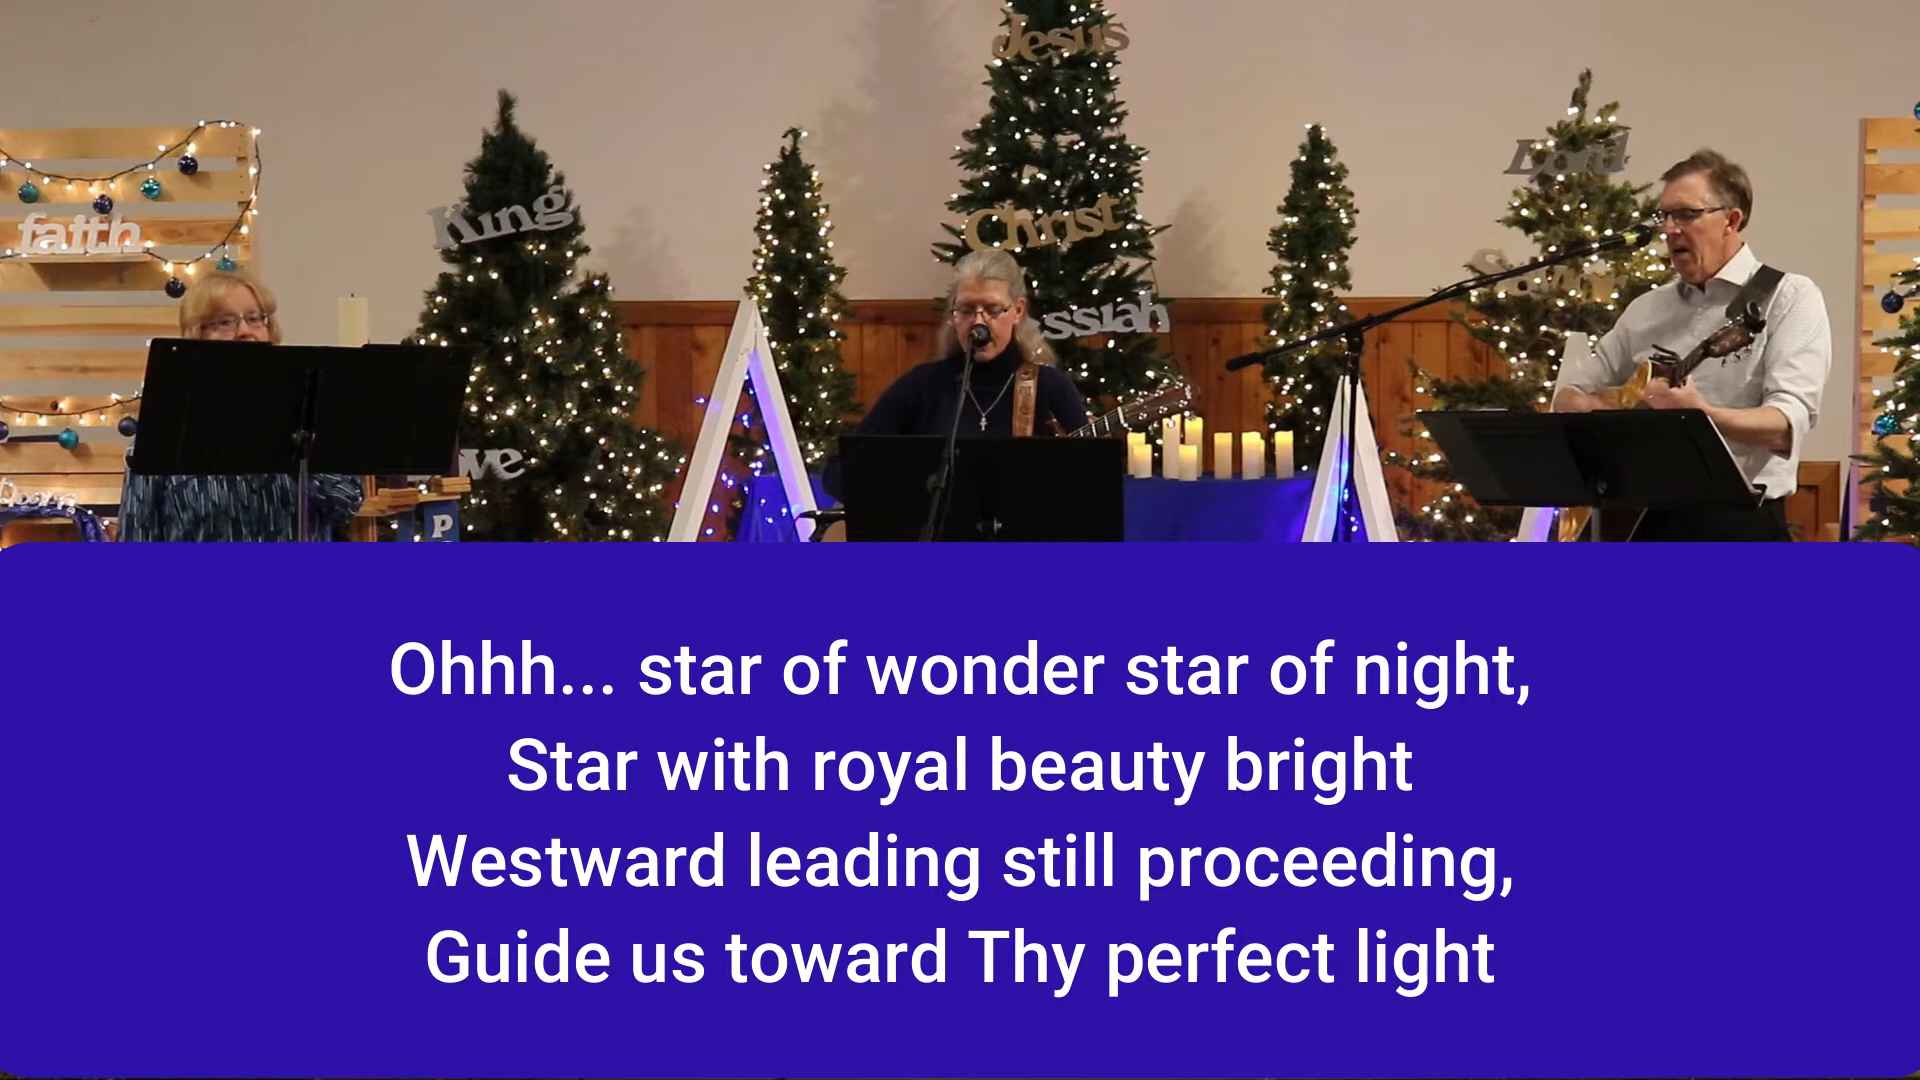 Jesus
King
Lord
faith
Christ
ssiah
ve
P
Ohhh... star of wonder star of night,
Star with royal beauty bright
Westward leading still proceeding,
Guide us toward Thy perfect light